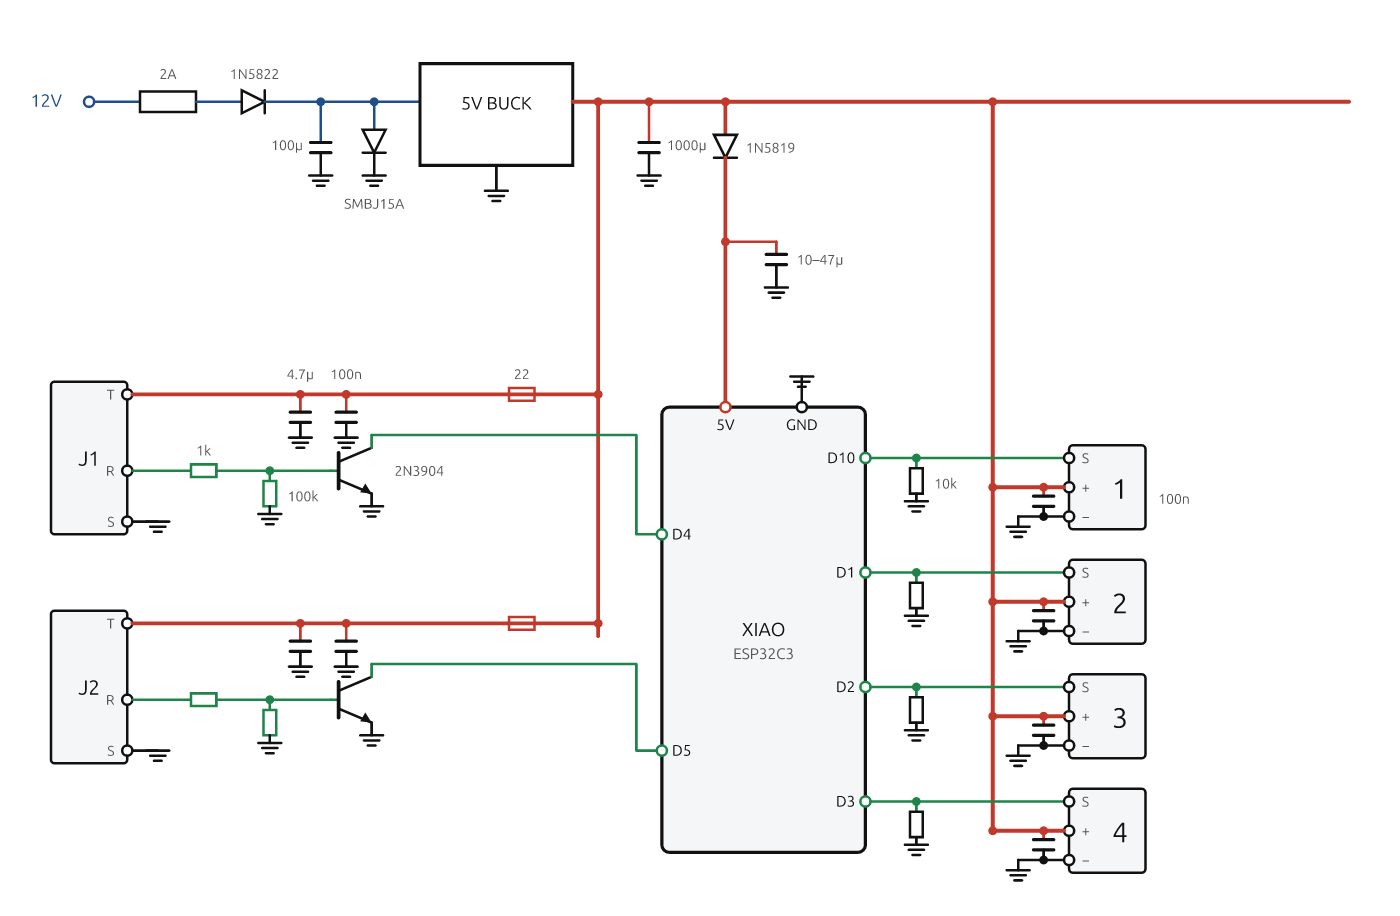 2A
1N5822
12V
5V BUCK
100µ
1000µ
1N5819
SMBJ15A
10–47µ
4.7µ
100n
22
T
J1
1k
R
100k
2N3904
S
5V
GND
D10
10k
S
+
–
1
100n
D4
D1
S
+
–
2
T
J2
R
S
XIAO
ESP32C3
D2
S
+
–
3
D5
D3
S
+
–
4